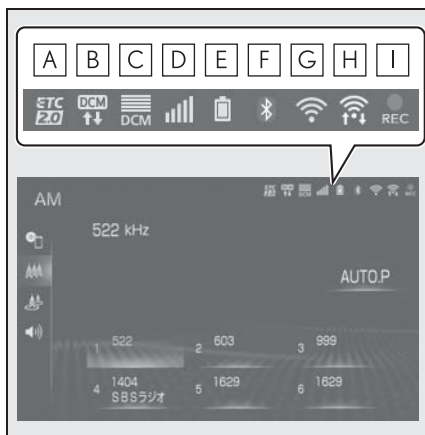 A B C D E F G H I
ETC 2.0 DCM DCM REC
AM
522 kHz
AUTO.P
1 522 2 603 3 999
4 1404 SBSラジオ 5 1629 6 1629